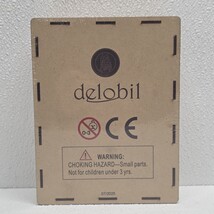 delobil
CE
WARNING:
CHOKING HAZARD—Small parts.
Not for children under 3 yrs.